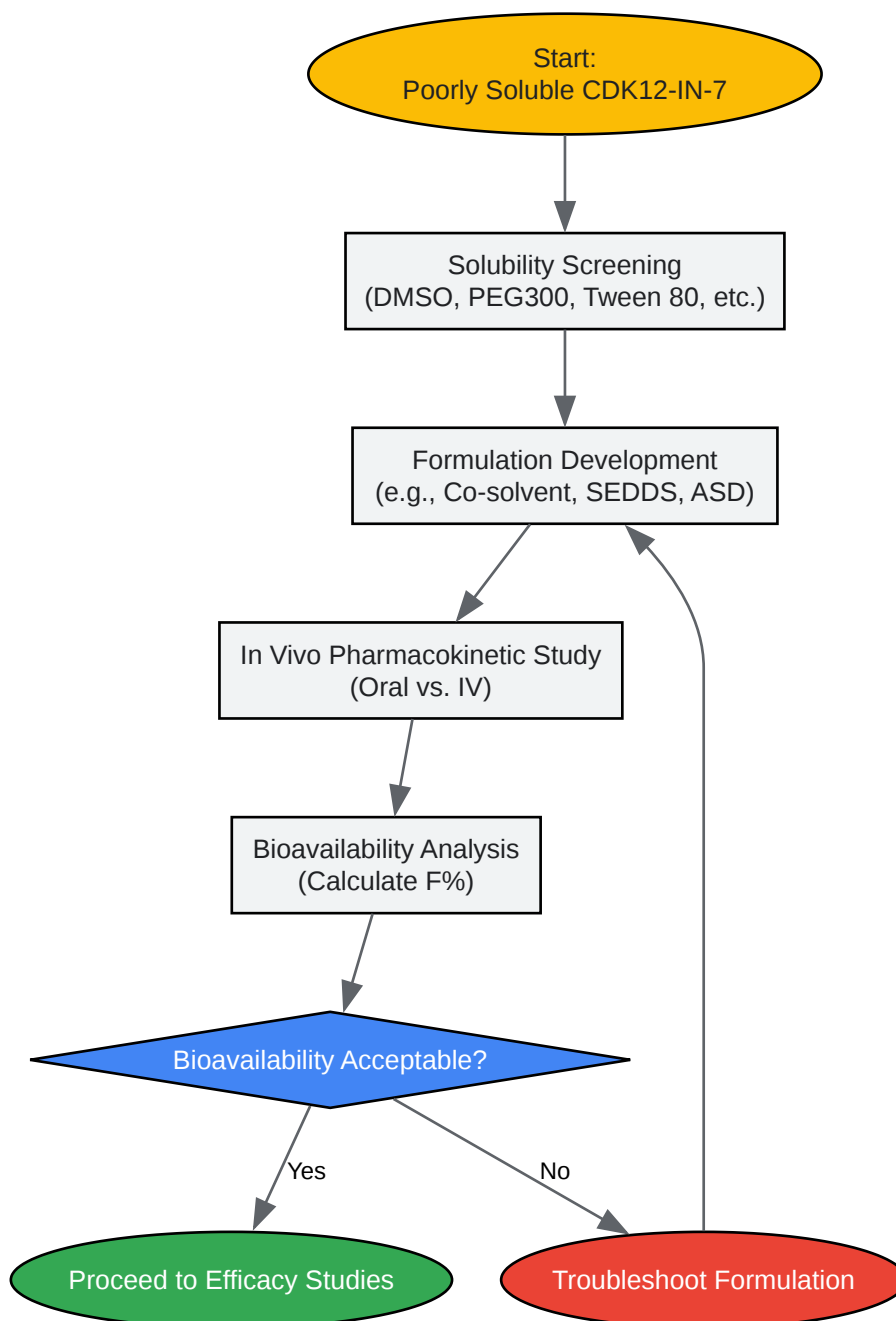 Start:
Poorly Soluble CDK12-IN-7
Solubility Screening
(DMSO, PEG300, Tween 80, etc.)
Formulation Development
(e.g., Co-solvent, SEDDS, ASD)
In Vivo Pharmacokinetic Study
(Oral vs. IV)
Bioavailability Analysis
(Calculate F%)
Bioavailability Acceptable?
Yes
No
Proceed to Efficacy Studies
Troubleshoot Formulation